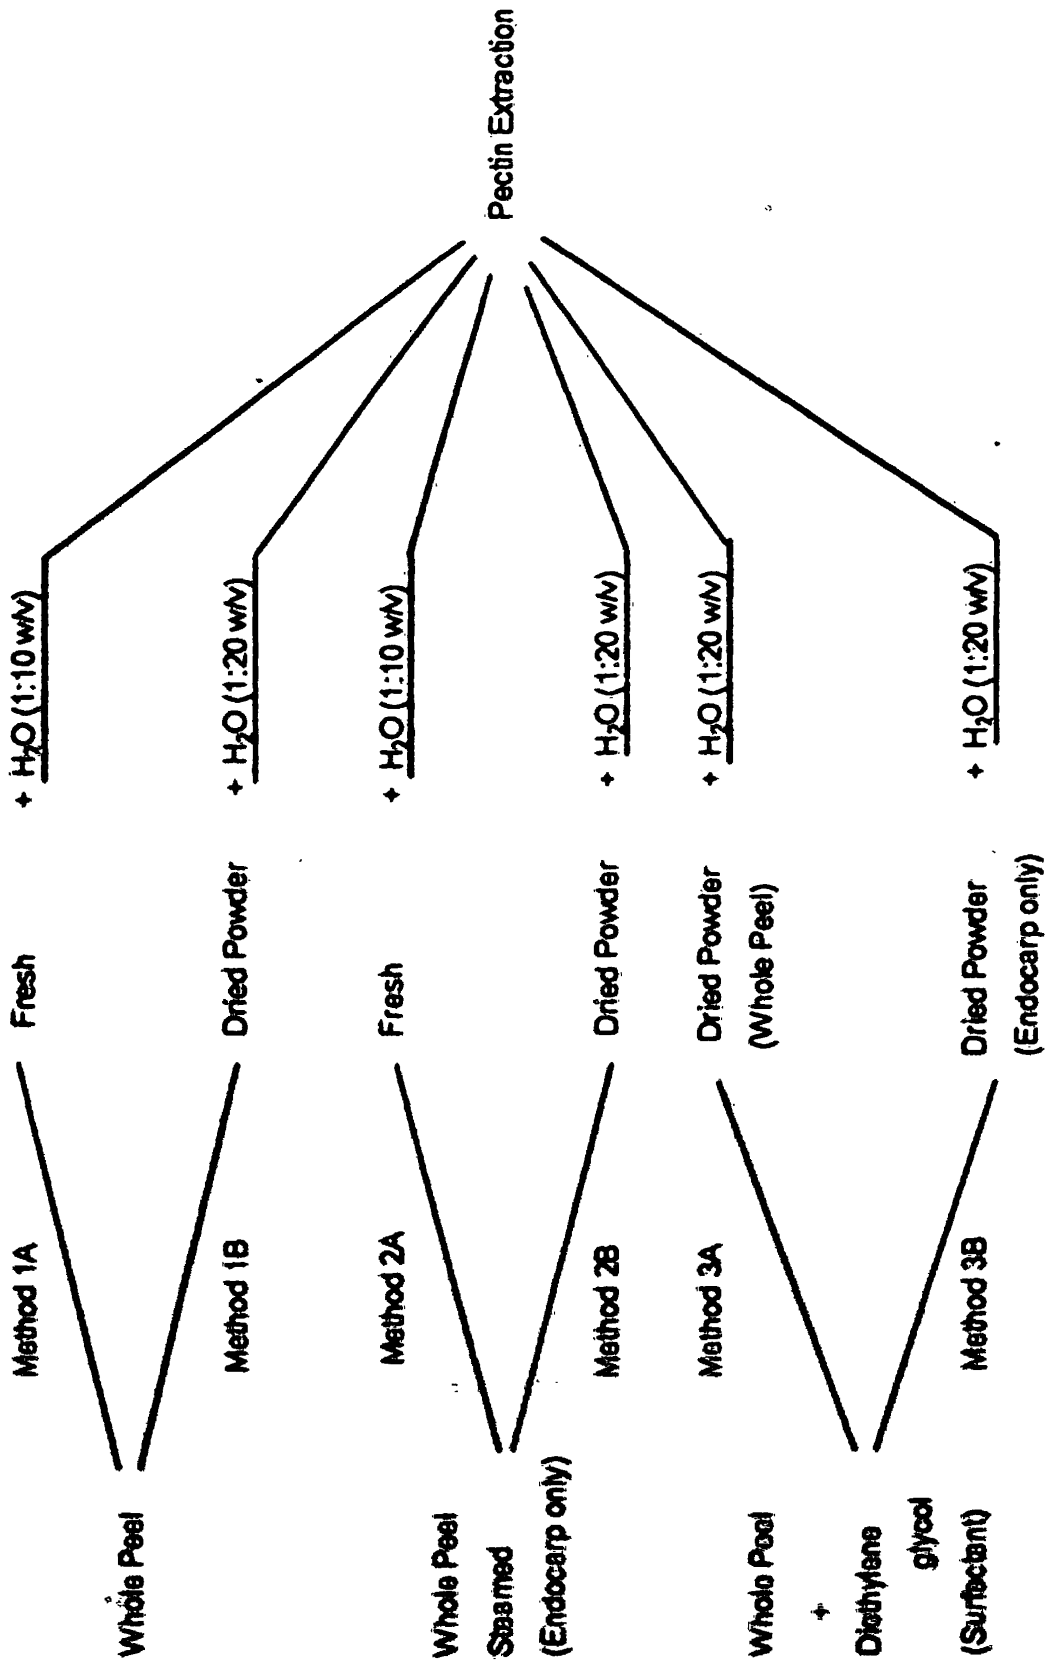 Whole Peel
Method 1A
Fresh
+ H₂O (1:10 w/v)
Method 1B
Dried Powder
+ H₂O (1:20 w/v)
Whole Peel
Steamed
(Endocarp only)
Method 2A
Fresh
+ H₂O (1:10 w/v)
Method 2B
Dried Powder
+ H₂O (1:20 w/v)
Whole Peel
+
Diethylene
glycol
(Surfactant)
Method 3A
Dried Powder
(Whole Peel)
+ H₂O (1:20 w/v)
Method 3B
Dried Powder
(Endocarp only)
+ H₂O (1:20 w/v)
Pectin Extraction